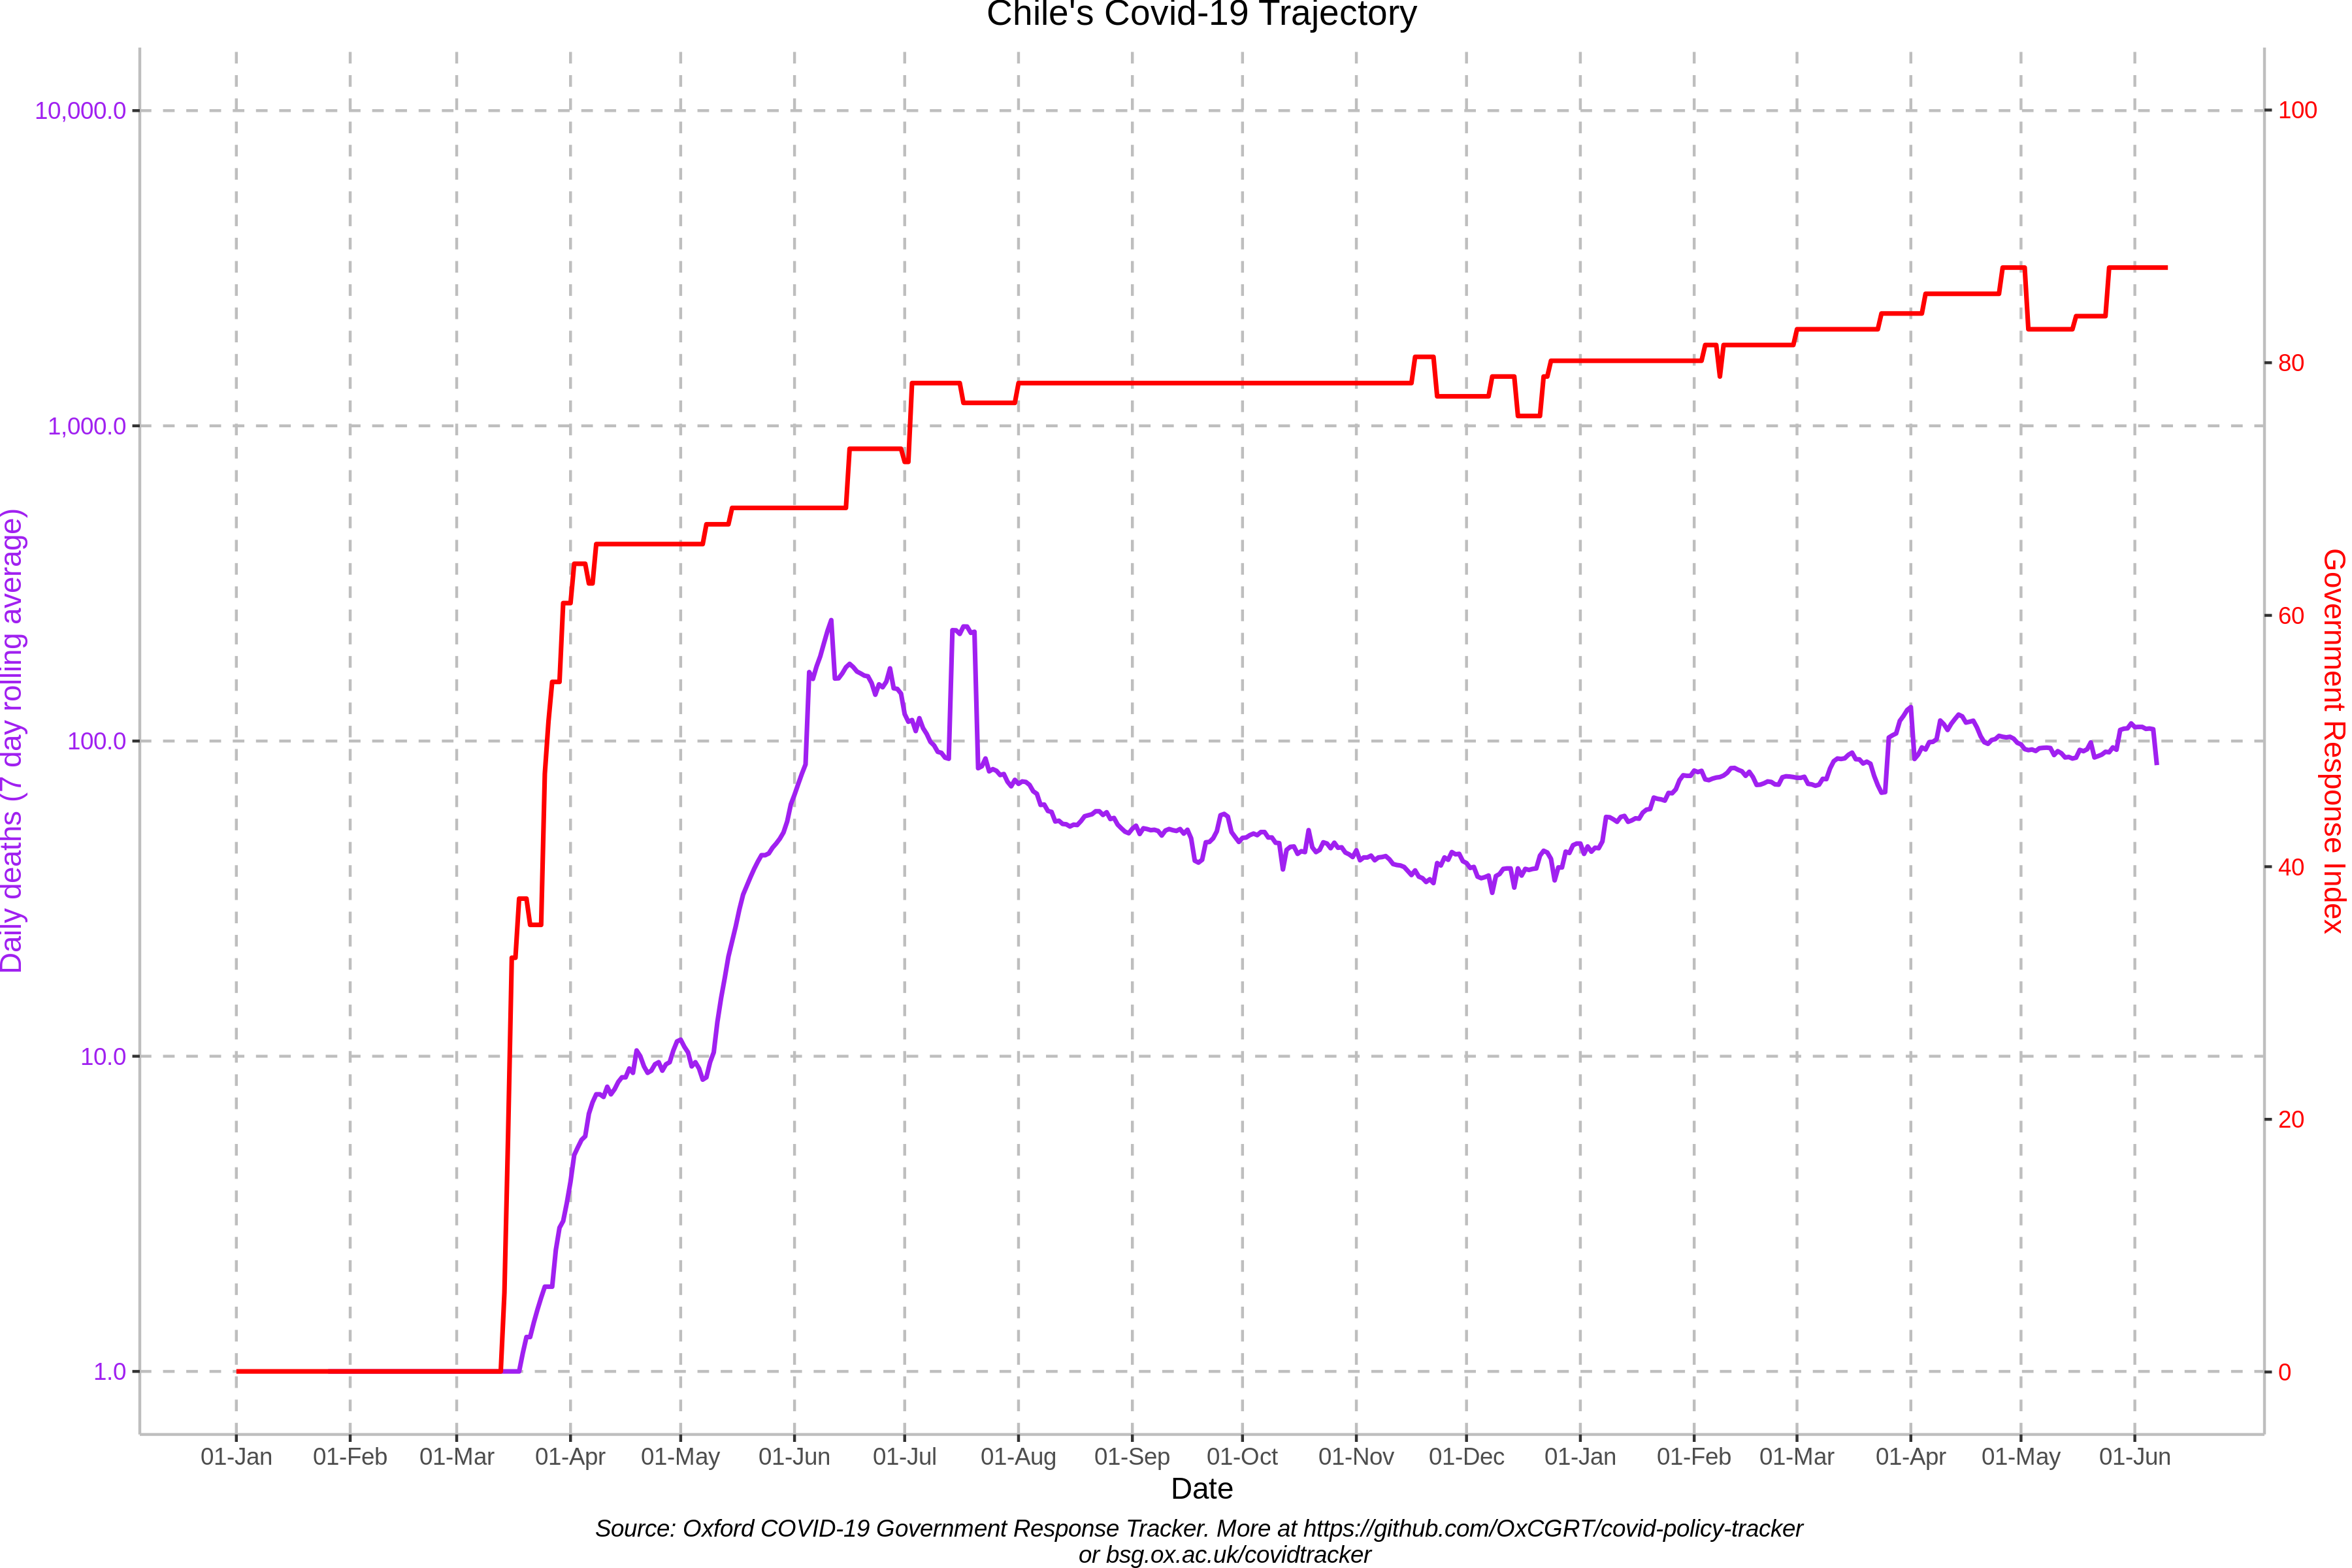 Chile's Covid-19 Trajectory
10,000.0
1,000.0
100.0
10.0
1.0
Daily deaths (7 day rolling average)
100
80
60
40
20
0
Government Response Index
01-Jan 01-Feb 01-Mar 01-Apr 01-May 01-Jun 01-Jul 01-Aug 01-Sep 01-Oct 01-Nov 01-Dec 01-Jan 01-Feb 01-Mar 01-Apr 01-May 01-Jun
Date
Source: Oxford COVID-19 Government Response Tracker. More at https://github.com/OxCGRT/covid-policy-tracker
or bsg.ox.ac.uk/covidtracker